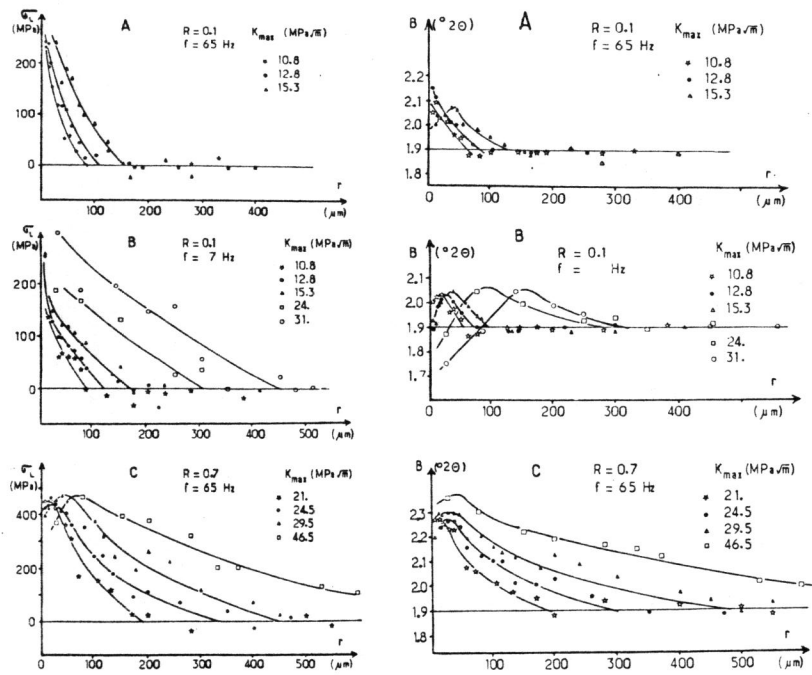 σL (MPa) A R = 0.1 Kmax (MPa√m)
f = 65 Hz
10.8
12.8
15.3
200
100
0
0 100 200 300 400
r (μm)
B (°2Θ) A R = 0.1 Kmax (MPa√m)
f = 65 Hz
10.8
12.8
15.3
2.2
2.1
2.0
1.9
1.8
0 100 200 300 400
r (μm)
σL (MPa) B R = 0.1 Kmax (MPa√m)
f = 7 Hz
10.8
12.8
15.3
24.
31.
200
100
0
0 100 200 300 400 500
r (μm)
B (°2Θ) B R = 0.1 Kmax (MPa√m)
f = Hz
10.8
12.8
15.3
24.
31.
2.1
2.0
1.9
1.8
1.7
0 100 200 300 400 500
r (μm)
σL (MPa) C R = 0.7 Kmax (MPa√m)
f = 65 Hz
21.
24.5
29.5
46.5
400
200
0
0 100 200 300 400 500
r (μm)
B (°2Θ) C R = 0.7 Kmax (MPa√m)
f = 65 Hz
21.
24.5
29.5
46.5
2.3
2.2
2.1
2.0
1.9
1.8
0 100 200 300 400 500
r (μm)